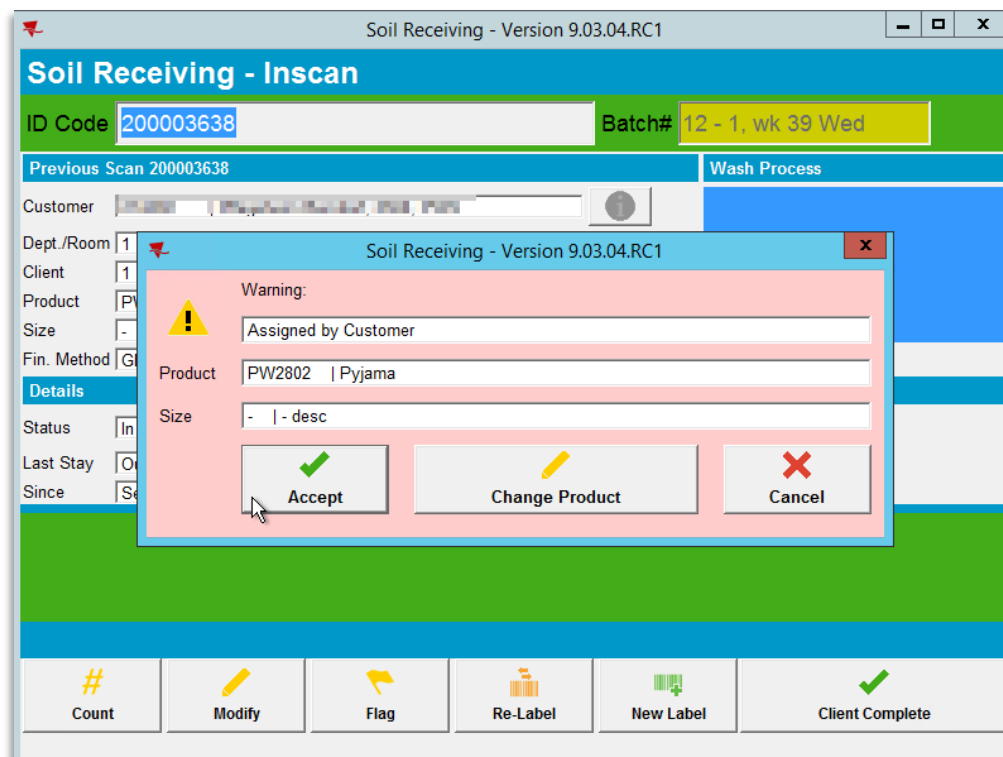 Soil Receiving - Version 9.03.04.RC1
Soil Receiving - Inscan
ID Code 200003638 Batch# 12 - 1, wk 39 Wed
Previous Scan 200003638 Wash Process
Customer
Dept./Room 1
Client 1
Product
Size -
Fin. Method
Details
Status In
Last Stay
Since
Soil Receiving - Version 9.03.04.RC1
Warning:
Assigned by Customer
Product PW2802 | Pyjama
Size - | - desc
Accept Change Product Cancel
Count Modify Flag Re-Label New Label Client Complete